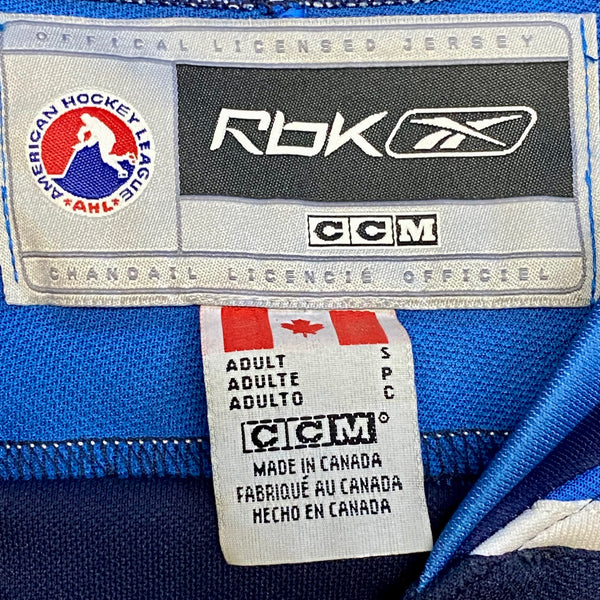 OFFICAL LICENSED JERSEY
AMERICAN HOCKEY LEAGUE
*AHL*
RbK
CCM
CHANDAIL LICENCIÉ OFFICIEL
ADULT S
ADULTE P
ADULTO C
CCM
MADE IN CANADA
FABRIQUÉ AU CANADA
HECHO EN CANADA